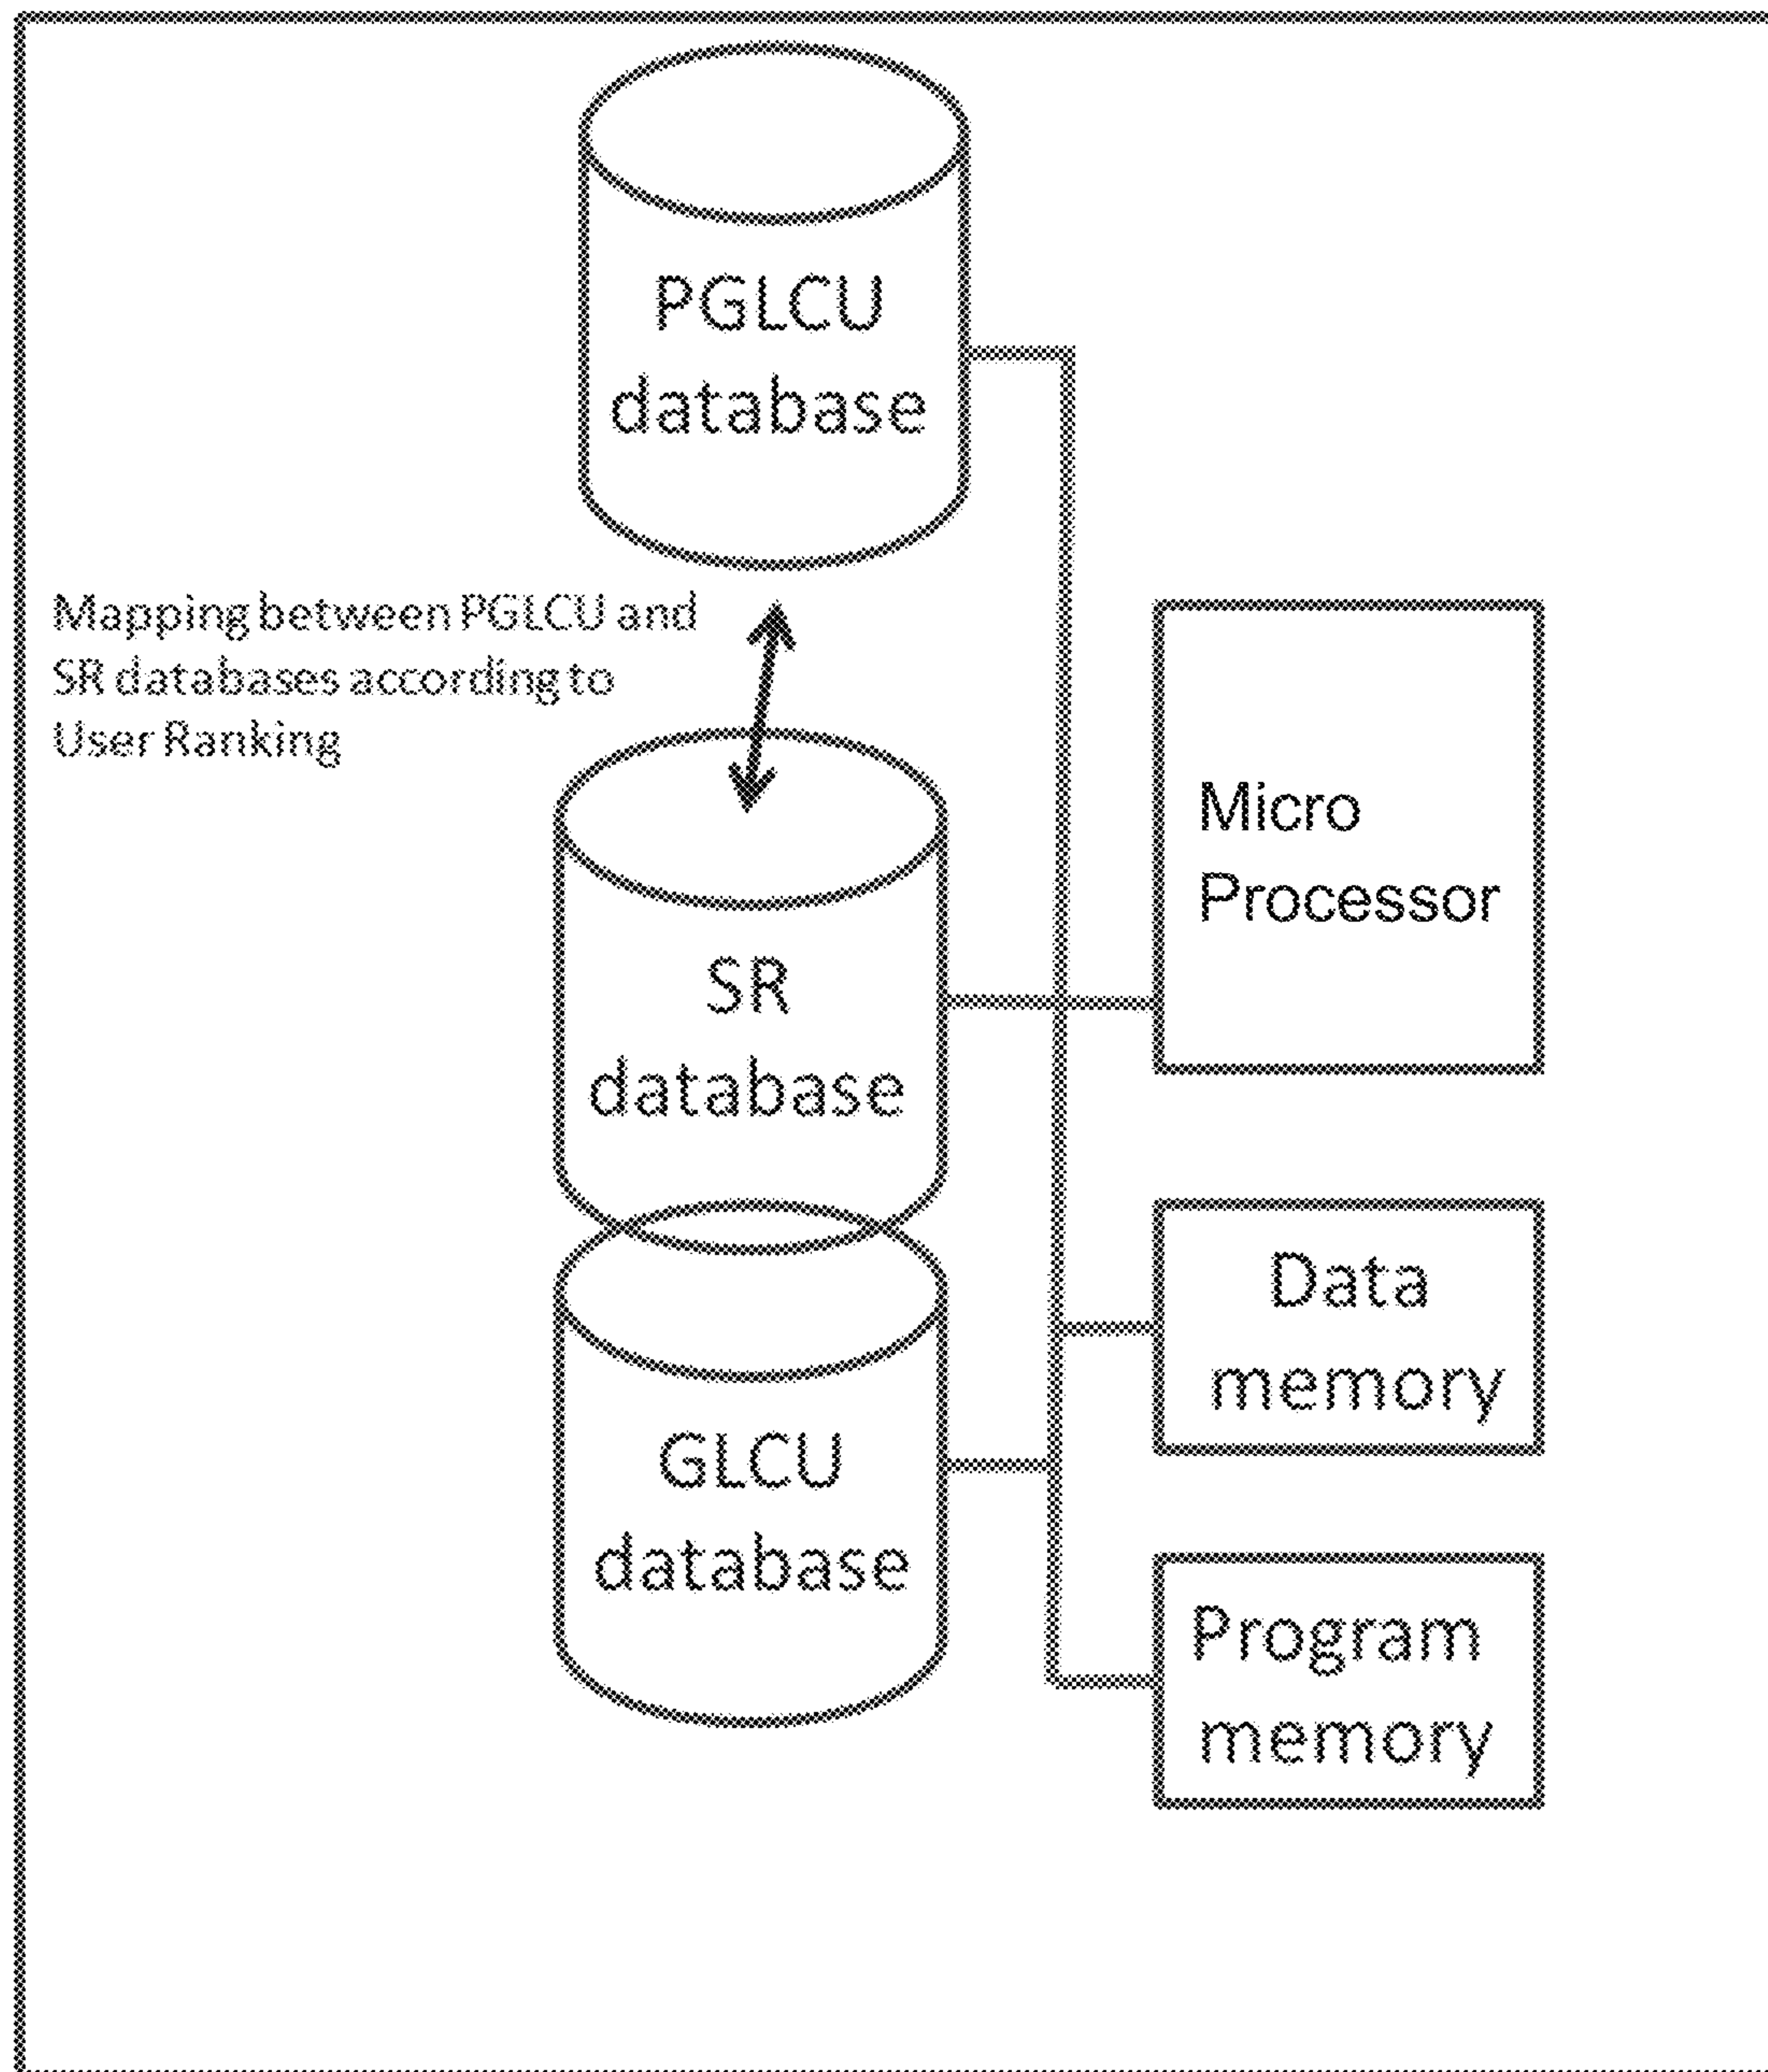 PGLCU
database
Mapping between PGLCU and
SR databases according to
User Ranking
Micro
Processor
SR
database
Data
memory
GLCU
database
Program
memory